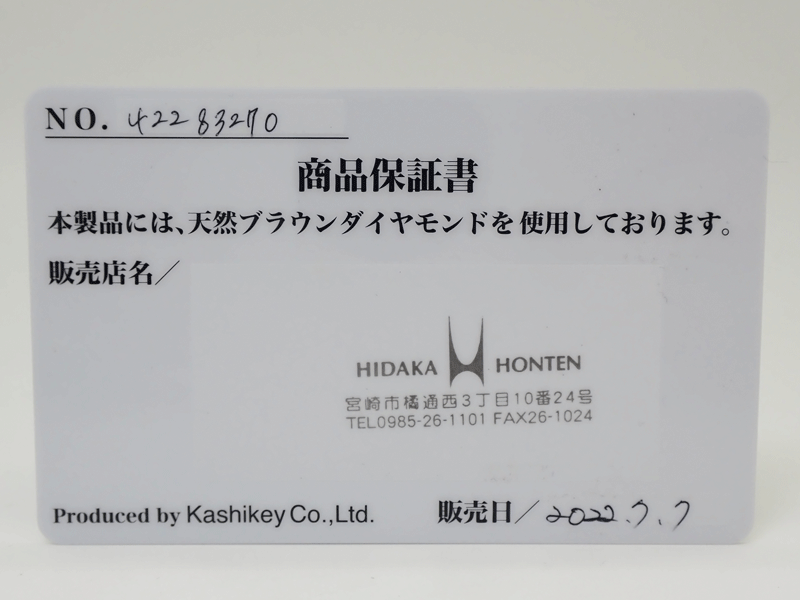 NO. 42283270
商品保証書
本製品には、天然ブラウンダイヤモンドを使用しております。
販売店名／
HIDAKA HONTEN
宮崎市橘通西3丁目10番24号
TEL0985-26-1101 FAX26-1024
Produced by Kashikey Co.,Ltd. 販売日／2022.7.7